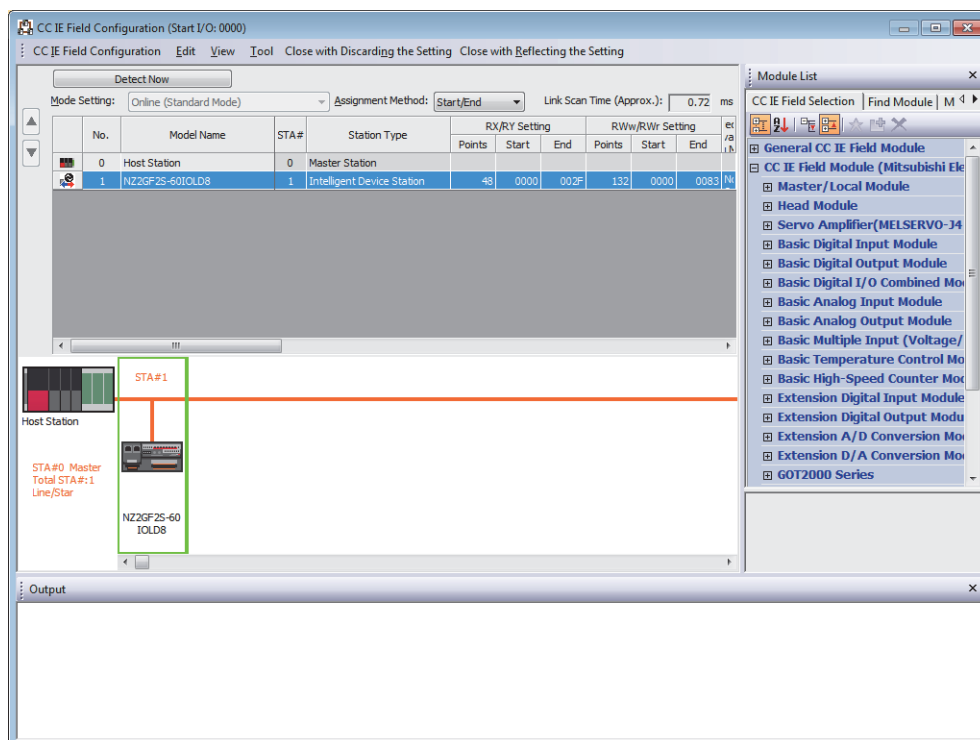 CC IE Field Configuration (Start I/O: 0000)
CC IE Field Configuration Edit View Tool Close with Discarding the Setting Close with Reflecting the Setting
Detect Now
Mode Setting: Online (Standard Mode) Assignment Method: Start/End Link Scan Time (Approx.): 0.72 ms
No. Model Name STA# Station Type RX/RY Setting RWw/RWr Setting
Points Start End Points Start End
0 Host Station 0 Master Station
1 NZ2GF2S-60IOLD8 1 Intelligent Device Station 48 0000 002F 132 0000 0083
STA#1
Host Station
STA#0 Master
Total STA#:1
Line/Star
NZ2GF2S-60
IOLD8
Module List
CC IE Field Selection Find Module M
General CC IE Field Module
CC IE Field Module (Mitsubishi Ele
Master/Local Module
Head Module
Servo Amplifier(MELSERVO-J4
Basic Digital Input Module
Basic Digital Output Module
Basic Digital I/O Combined Mo
Basic Analog Input Module
Basic Analog Output Module
Basic Multiple Input (Voltage/
Basic Temperature Control Mo
Basic High-Speed Counter Mod
Extension Digital Input Module
Extension Digital Output Modu
Extension A/D Conversion Mo
Extension D/A Conversion Mo
GOT2000 Series
Output